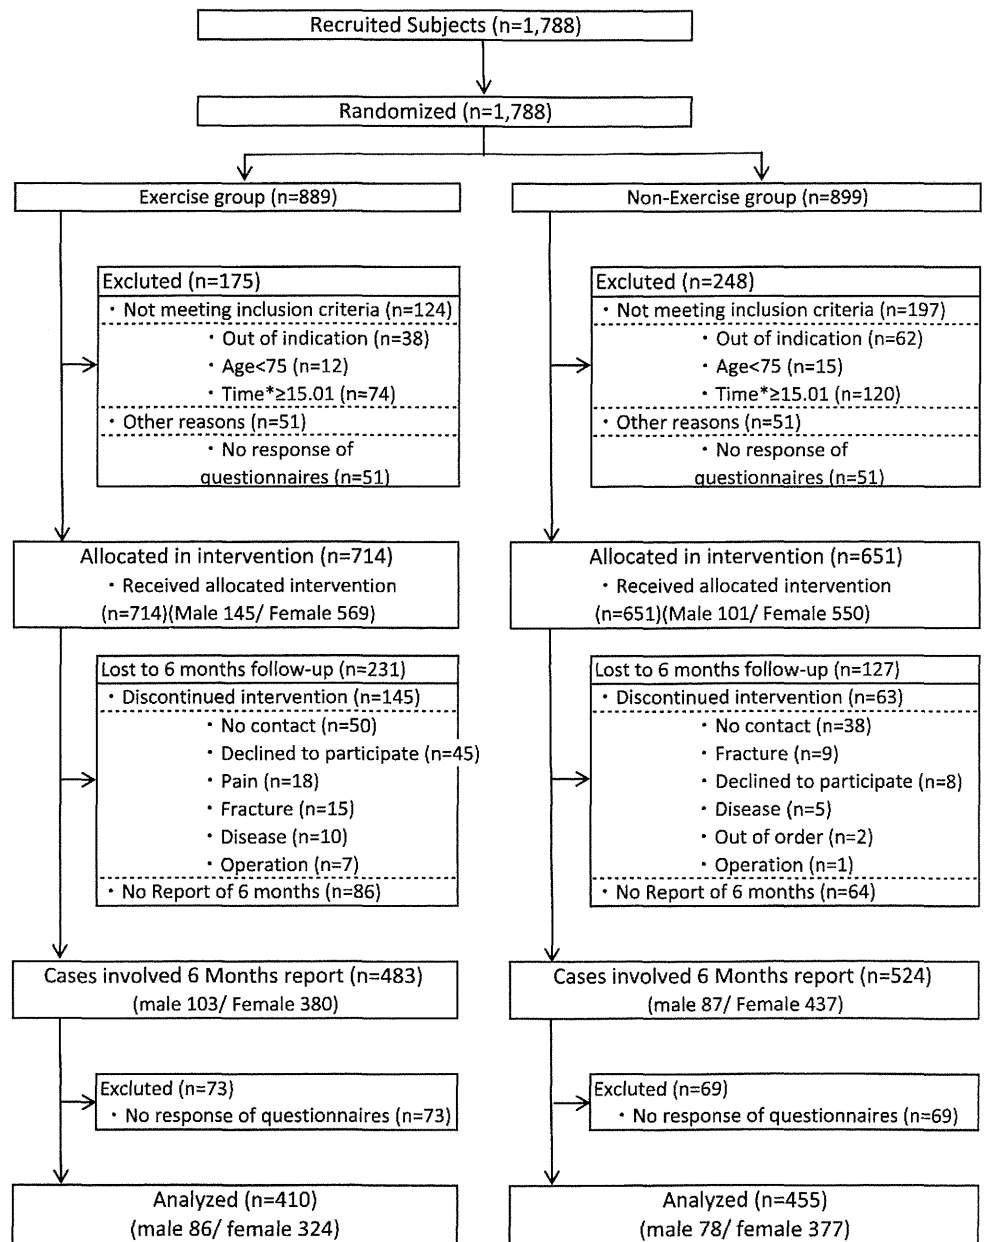 Recruited Subjects (n=1,788)
Randomized (n=1,788)
Exercise group (n=889)
Excluded (n=175)
・Not meeting inclusion criteria (n=124)
・Out of indication (n=38)
・Age<75 (n=12)
・Time*≥15.01 (n=74)
・Other reasons (n=51)
・No response of
questionnaires (n=51)
Allocated in intervention (n=714)
・Received allocated intervention
(n=714)(Male 145/ Female 569)
Lost to 6 months follow-up (n=231)
・Discontinued intervention (n=145)
・No contact (n=50)
・Declined to participate (n=45)
・Pain (n=18)
・Fracture (n=15)
・Disease (n=10)
・Operation (n=7)
・No Report of 6 months (n=86)
Cases involved 6 Months report (n=483)
(male 103/ Female 380)
Excluded (n=73)
・No response of questionnaires (n=73)
Analyzed (n=410)
(male 86/ female 324)
Non-Exercise group (n=899)
Excluded (n=248)
・Not meeting inclusion criteria (n=197)
・Out of indication (n=62)
・Age<75 (n=15)
・Time*≥15.01 (n=120)
・Other reasons (n=51)
・No response of
questionnaires (n=51)
Allocated in intervention (n=651)
・Received allocated intervention
(n=651)(Male 101/ Female 550)
Lost to 6 months follow-up (n=127)
・Discontinued intervention (n=63)
・No contact (n=38)
・Fracture (n=9)
・Declined to participate (n=8)
・Disease (n=5)
・Out of order (n=2)
・Operation (n=1)
・No Report of 6 months (n=64)
Cases involved 6 Months report (n=524)
(male 87/ Female 437)
Excluded (n=69)
・No response of questionnaires (n=69)
Analyzed (n=455)
(male 78/ female 377)